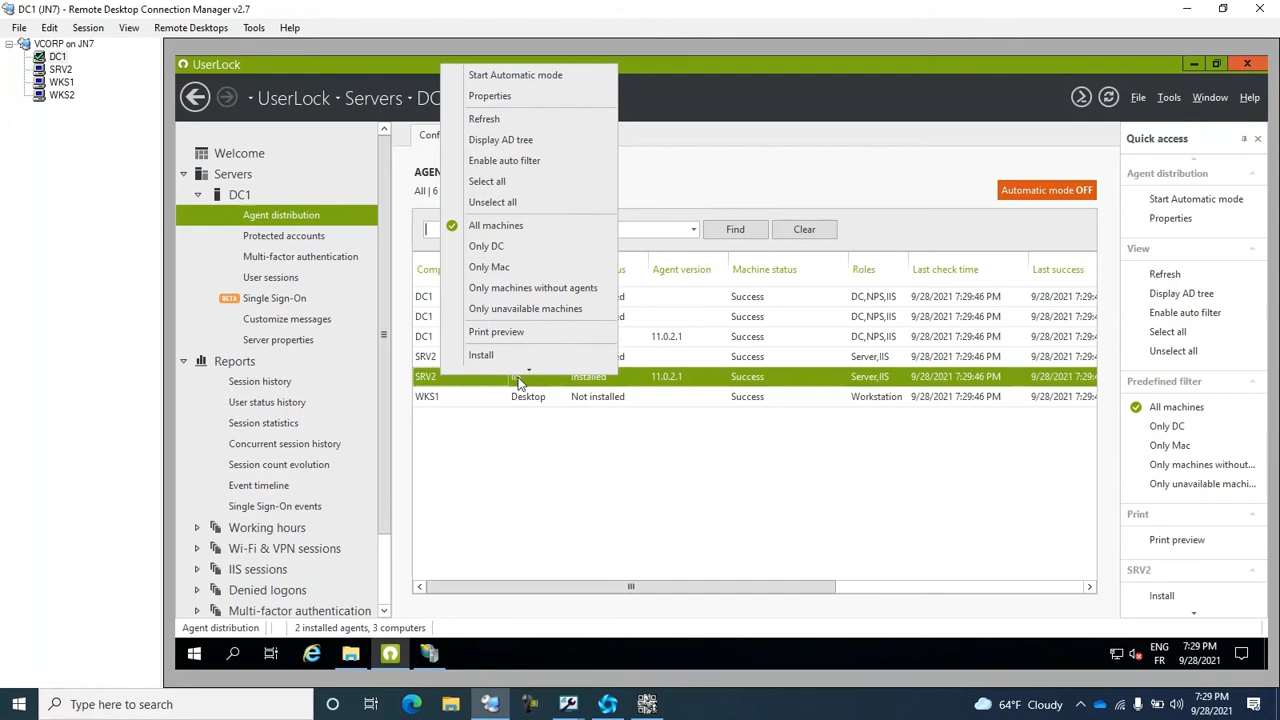 DC1 (JN7) - Remote Desktop Connection Manager v2.7
File Edit Session View Remote Desktops Tools Help
VCORP on JN7
DC1
SRV2
WKS1
WKS2
UserLock
UserLock Servers DC
File Tools Window Help
Welcome
Servers
DC1
Agent distribution
Protected accounts
Multi-factor authentication
User sessions
BETA Single Sign-On
Customize messages
Server properties
Reports
Session history
User status history
Session statistics
Concurrent session history
Session count evolution
Event timeline
Single Sign-On events
Working hours
Wi-Fi & VPN sessions
IIS sessions
Denied logons
Multi-factor authentication
Conf
AGEN
All | 6
Automatic mode OFF
Find Clear
Comp us Agent version Machine status Roles Last check time Last success
DC1 ed Success DC,NPS,IIS 9/28/2021 7:29:46 PM 9/28/2021 7:29:4
DC1 ed Success DC,NPS,IIS 9/28/2021 7:29:46 PM 9/28/2021 7:29:4
DC1 11.0.2.1 Success DC,NPS,IIS 9/28/2021 7:29:46 PM 9/28/2021 7:29:4
SRV2 ed Success Server,IIS 9/28/2021 7:29:46 PM 9/28/2021 7:29:4
SRV2 Installed 11.0.2.1 Success Server,IIS 9/28/2021 7:29:46 PM 9/28/2021 7:29:4
WKS1 Desktop Not installed Success Workstation 9/28/2021 7:29:46 PM 9/28/2021 7:29:4
Start Automatic mode
Properties
Refresh
Display AD tree
Enable auto filter
Select all
Unselect all
All machines
Only DC
Only Mac
Only machines without agents
Only unavailable machines
Print preview
Install
Quick access
Agent distribution
Start Automatic mode
Properties
View
Refresh
Display AD tree
Enable auto filter
Select all
Unselect all
Predefined filter
All machines
Only DC
Only Mac
Only machines without...
Only unavailable machi...
Print
Print preview
SRV2
Install
Agent distribution 2 installed agents, 3 computers
ENG
FR
7:29 PM
9/28/2021
Type here to search
64°F Cloudy
7:29 PM
9/28/2021